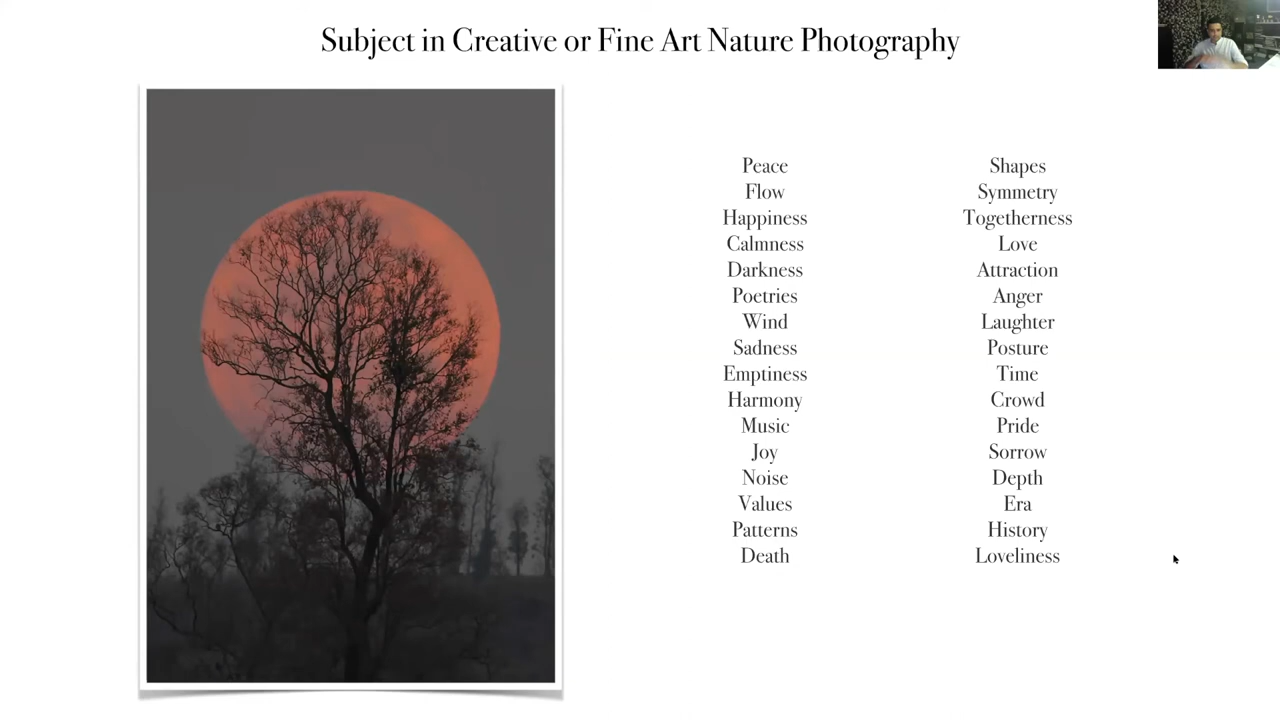 Subject in Creative or Fine Art Nature Photography
Peace
Flow
Happiness
Calmness
Darkness
Poetries
Wind
Sadness
Emptiness
Harmony
Music
Joy
Noise
Values
Patterns
Death
Shapes
Symmetry
Togetherness
Love
Attraction
Anger
Laughter
Posture
Time
Crowd
Pride
Sorrow
Depth
Era
History
Loveliness